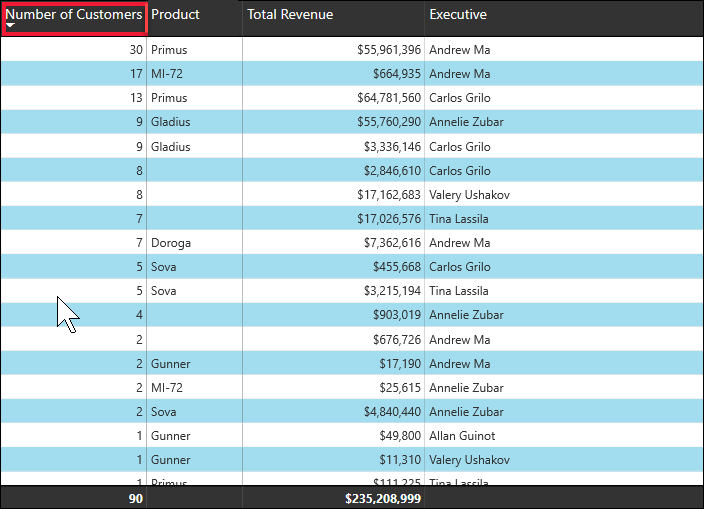 Number of Customers Product Total Revenue Executive
30 Primus $55,961,396 Andrew Ma
17 MI-72 $664,935 Andrew Ma
13 Primus $64,781,560 Carlos Grilo
9 Gladius $55,760,290 Annelie Zubar
9 Gladius $3,336,146 Carlos Grilo
8 $2,846,610 Carlos Grilo
8 $17,162,683 Valery Ushakov
7 $17,026,576 Tina Lassila
7 Doroga $7,362,616 Andrew Ma
5 Sova $455,668 Carlos Grilo
5 Sova $3,215,194 Tina Lassila
4 $903,019 Annelie Zubar
2 $676,726 Andrew Ma
2 Gunner $17,190 Andrew Ma
2 MI-72 $25,615 Annelie Zubar
2 Sova $4,840,440 Annelie Zubar
1 Gunner $49,800 Allan Guinot
1 Gunner $11,310 Valery Ushakov
1 Primus $111,225 Tina Lassila
90 $235,208,999